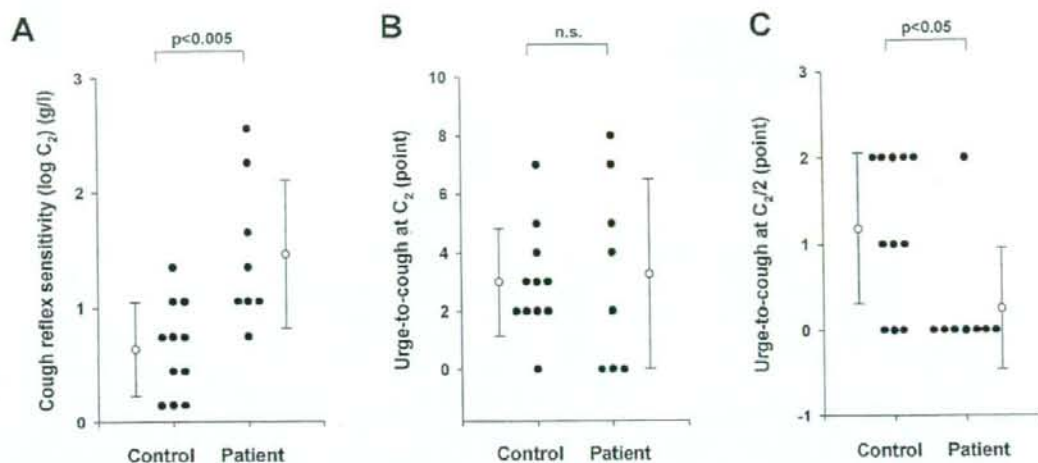 A
p<0.005
Cough reflex sensitivity (log C2) (g/l)
3
2
1
0
Control Patient
B
n.s.
Urge-to-cough at C2 (point)
10
8
6
4
2
0
Control Patient
C
p<0.05
Urge-to-cough at C2/2 (point)
3
2
1
0
-1
Control Patient